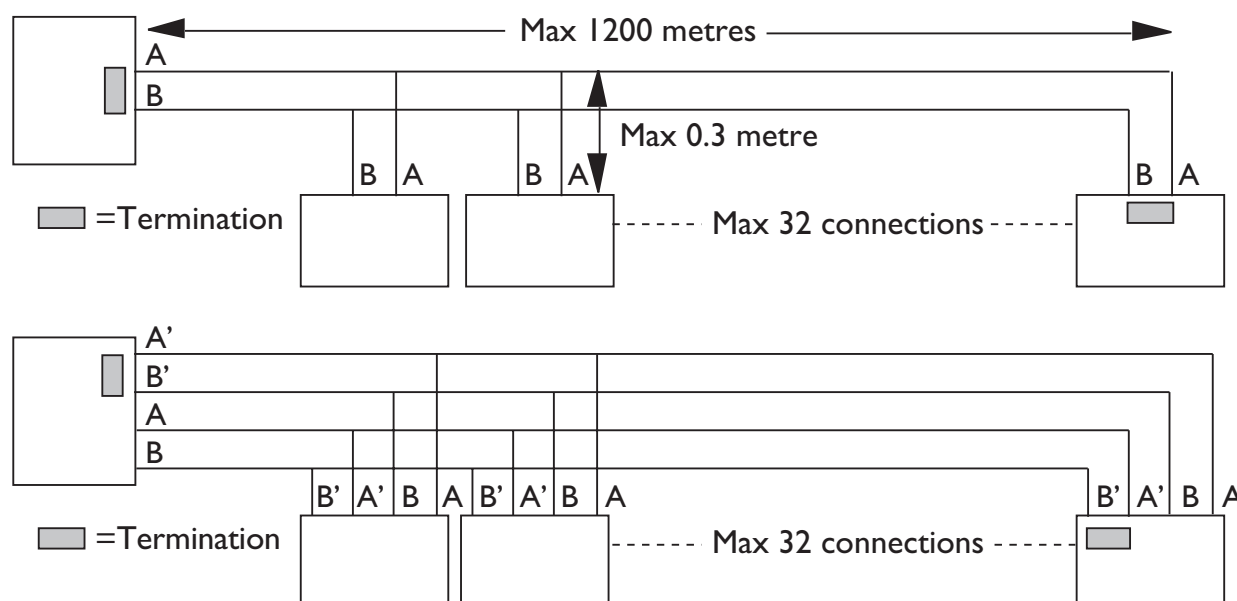 Max 1200 metres
A
B
Max 0.3 metre
B A B A B A
=Termination
Max 32 connections
A’
B’
A
B
B’ A’ B A B’ A’ B A B’ A’ B A
=Termination
Max 32 connections